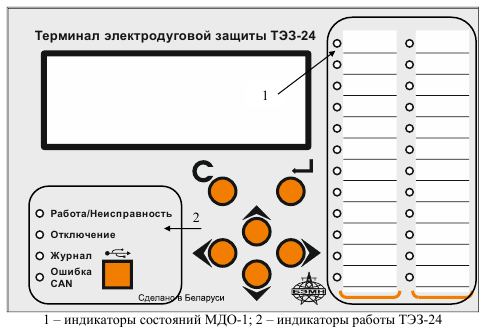 Терминал электродуговой защиты ТЭЗ-24
1
Работа/Неисправность
2
Отключение
Журнал
Ошибка
CAN
Сделано в Беларуси
БЭМН
1 – индикаторы состояний МДО-1; 2 – индикаторы работы ТЭЗ-24